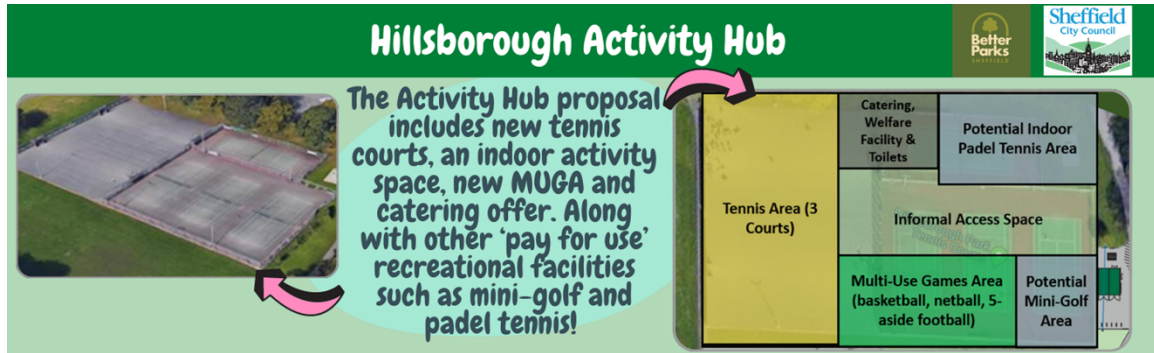 Hillsborough Activity Hub
Better
Parks
SHEFFIELD
Sheffield
City Council
The Activity Hub proposal
includes new tennis
courts, an indoor activity
space, new MUGA and
catering offer. Along
with other ‘pay for use’
recreational facilities
such as mini-golf and
padel tennis!
Tennis Area (3
Courts)
Catering,
Welfare
Facility &
Toilets
Potential Indoor
Padel Tennis Area
Informal Access Space
Multi-Use Games Area
(basketball, netball, 5-
aside football)
Potential
Mini-Golf
Area